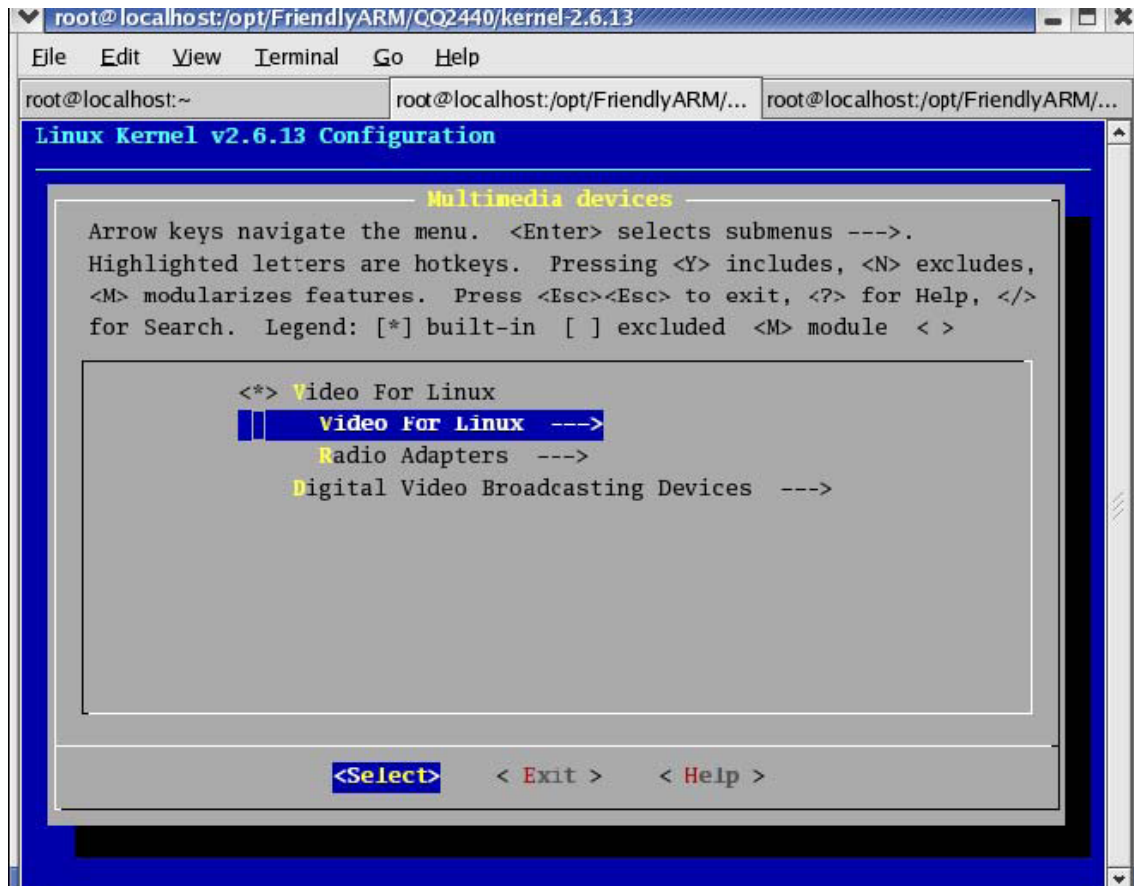 root@localhost:/opt/FriendlyARM/QQ2440/kernel-2.6.13
File Edit View Terminal Go Help
root@localhost:~ root@localhost:/opt/FriendlyARM/... root@localhost:/opt/FriendlyARM/...
Linux Kernel v2.6.13 Configuration
Multimedia devices
Arrow keys navigate the menu. <Enter> selects submenus --->.
Highlighted letters are hotkeys. Pressing <Y> includes, <N> excludes,
<M> modularizes features. Press <Esc><Esc> to exit, <?> for Help, </>
for Search. Legend: [*] built-in [ ] excluded <M> module < >
<*> Video For Linux
Video For Linux --->
Radio Adapters --->
Digital Video Broadcasting Devices --->
<Select> < Exit > < Help >